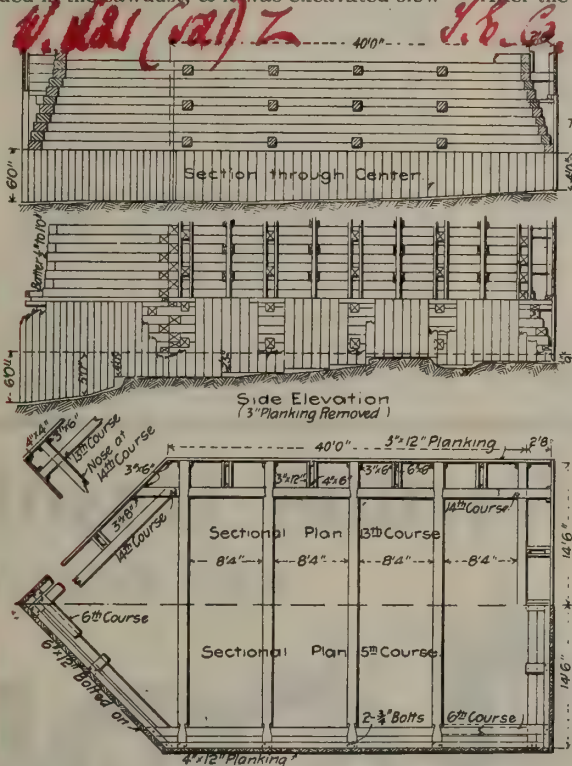 40'0"
Section through Center.
6'0"
4'0"
6'0"
Side Elevation
(3"Planking Removed)
4"x4"
3"x6"
13th Course
Nose at
14th Course
40'0"
3"x12" Planking
2'8"
3"x6"
3"x12"
4"x6"
3"x6"
6"x8"
3"x8"
14th Course
14th Course
Sectional Plan 13th Course
8'4" 8'4" 8'4" 8'4"
14'6"
6th Course
Sectional Plan 5th Course.
14'6"
6"x12" Bolted on
2-¾" Bolts
6th Course
4"x12" Planking